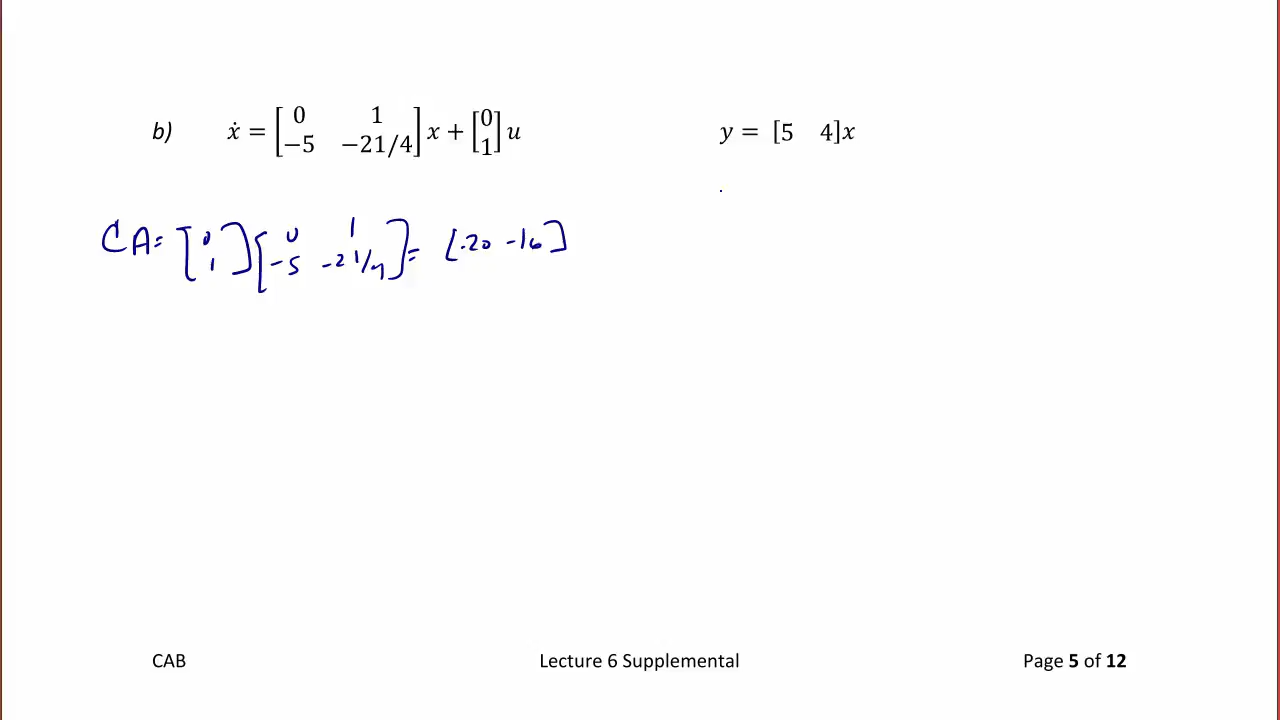 b) ẋ = [0 1; −5 −21/4] x + [0; 1] u y = [5 4]x
CA = [0; 1] [0 1; -5 -21/4] = [-20 -16]
CAB Lecture 6 Supplemental Page 5 of 12